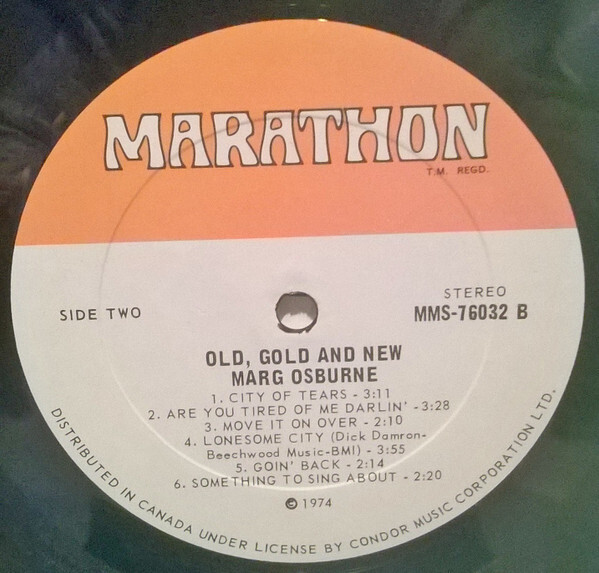 MARATHON
T.M. REGD.
SIDE TWO
STEREO
MMS-76032 B
OLD, GOLD AND NEW
MARG OSBURNE
1. CITY OF TEARS - 3:11
2. ARE YOU TIRED OF ME DARLIN' - 3:28
3. MOVE IT ON OVER - 2:10
4. LONESOME CITY (Dick Damron-
Beechwood Music-BMI) - 3:55
5. GOIN' BACK - 2:14
6. SOMETHING TO SING ABOUT - 2:20
© 1974
DISTRIBUTED IN CANADA UNDER LICENSE BY CONDOR MUSIC CORPORATION LTD.